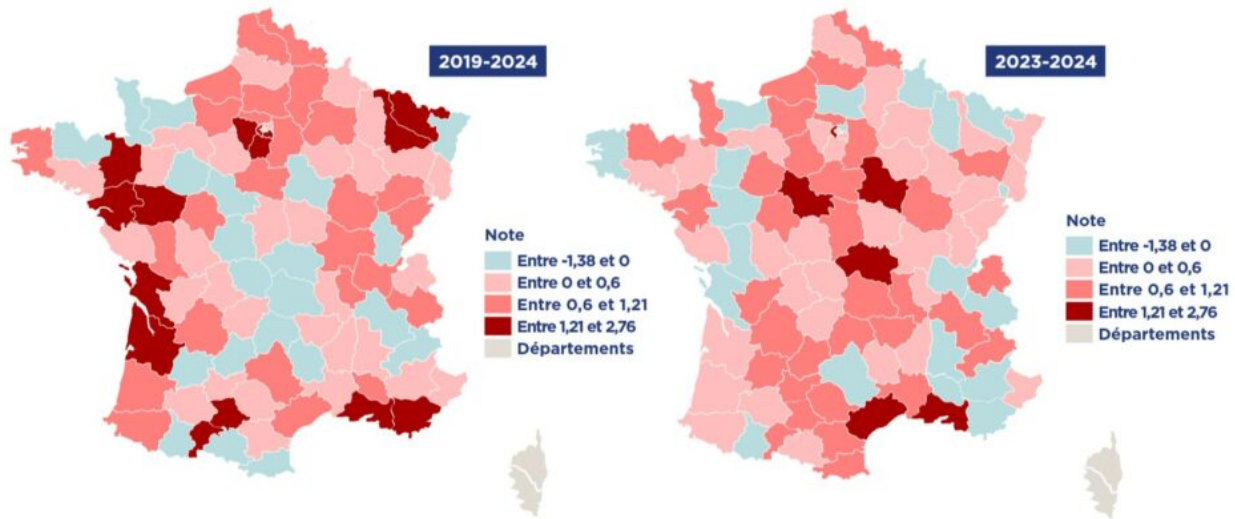 2019-2024
Note
Entre -1,38 et 0
Entre 0 et 0,6
Entre 0,6 et 1,21
Entre 1,21 et 2,76
Départements
2023-2024
Note
Entre -1,38 et 0
Entre 0 et 0,6
Entre 0,6 et 1,21
Entre 1,21 et 2,76
Départements